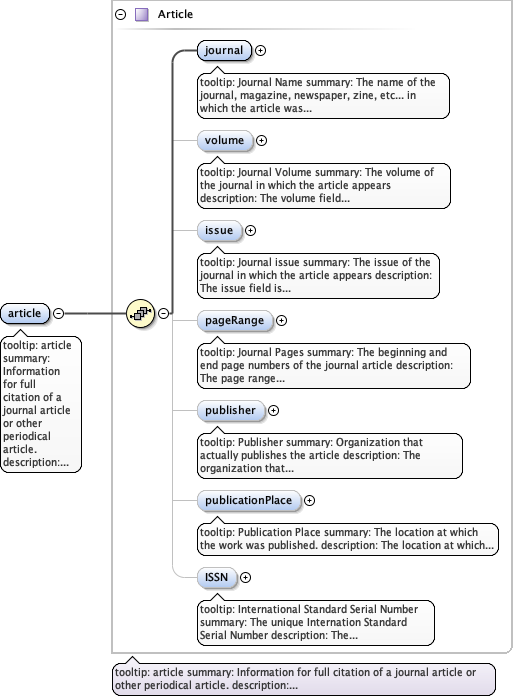 Article
journal
tooltip: Journal Name summary: The name of the
journal, magazine, newspaper, zine, etc... in
which the article was...
volume
tooltip: Journal Volume summary: The volume of
the journal in which the article appears
description: The volume field...
issue
tooltip: Journal issue summary: The issue of the
journal in which the article appears description:
The issue field is...
article
tooltip: article
summary:
Information
for full
citation of a
journal article
or other
periodical
article.
description:...
pageRange
tooltip: Journal Pages summary: The beginning and
end page numbers of the journal article description:
The page range...
publisher
tooltip: Publisher summary: Organization that
actually publishes the article description: The
organization that...
publicationPlace
tooltip: Publication Place summary: The location at which
the work was published. description: The location at which...
ISSN
tooltip: International Standard Serial Number
summary: The unique Internation Standard
Serial Number description: The...
tooltip: article summary: Information for full citation of a journal article or
other periodical article. description:...